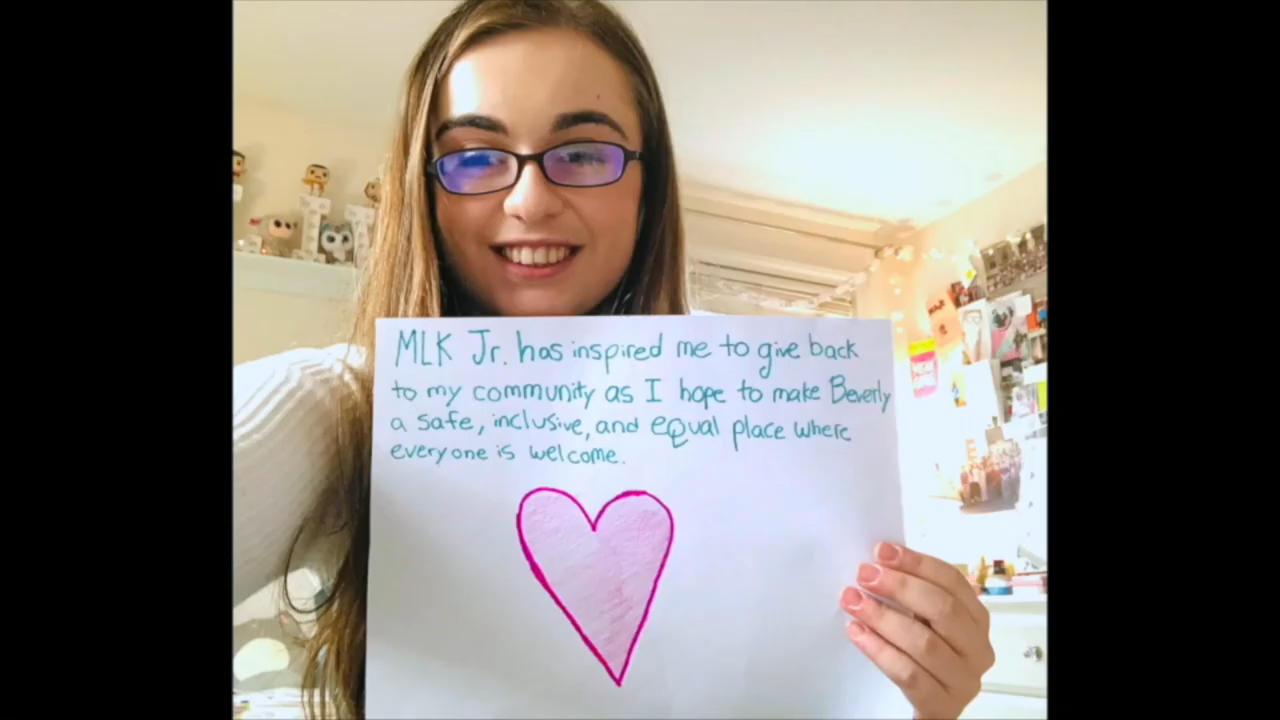 MLK Jr. has inspired me to give back
to my community as I hope to make Beverly
a safe, inclusive, and equal place where
everyone is welcome.